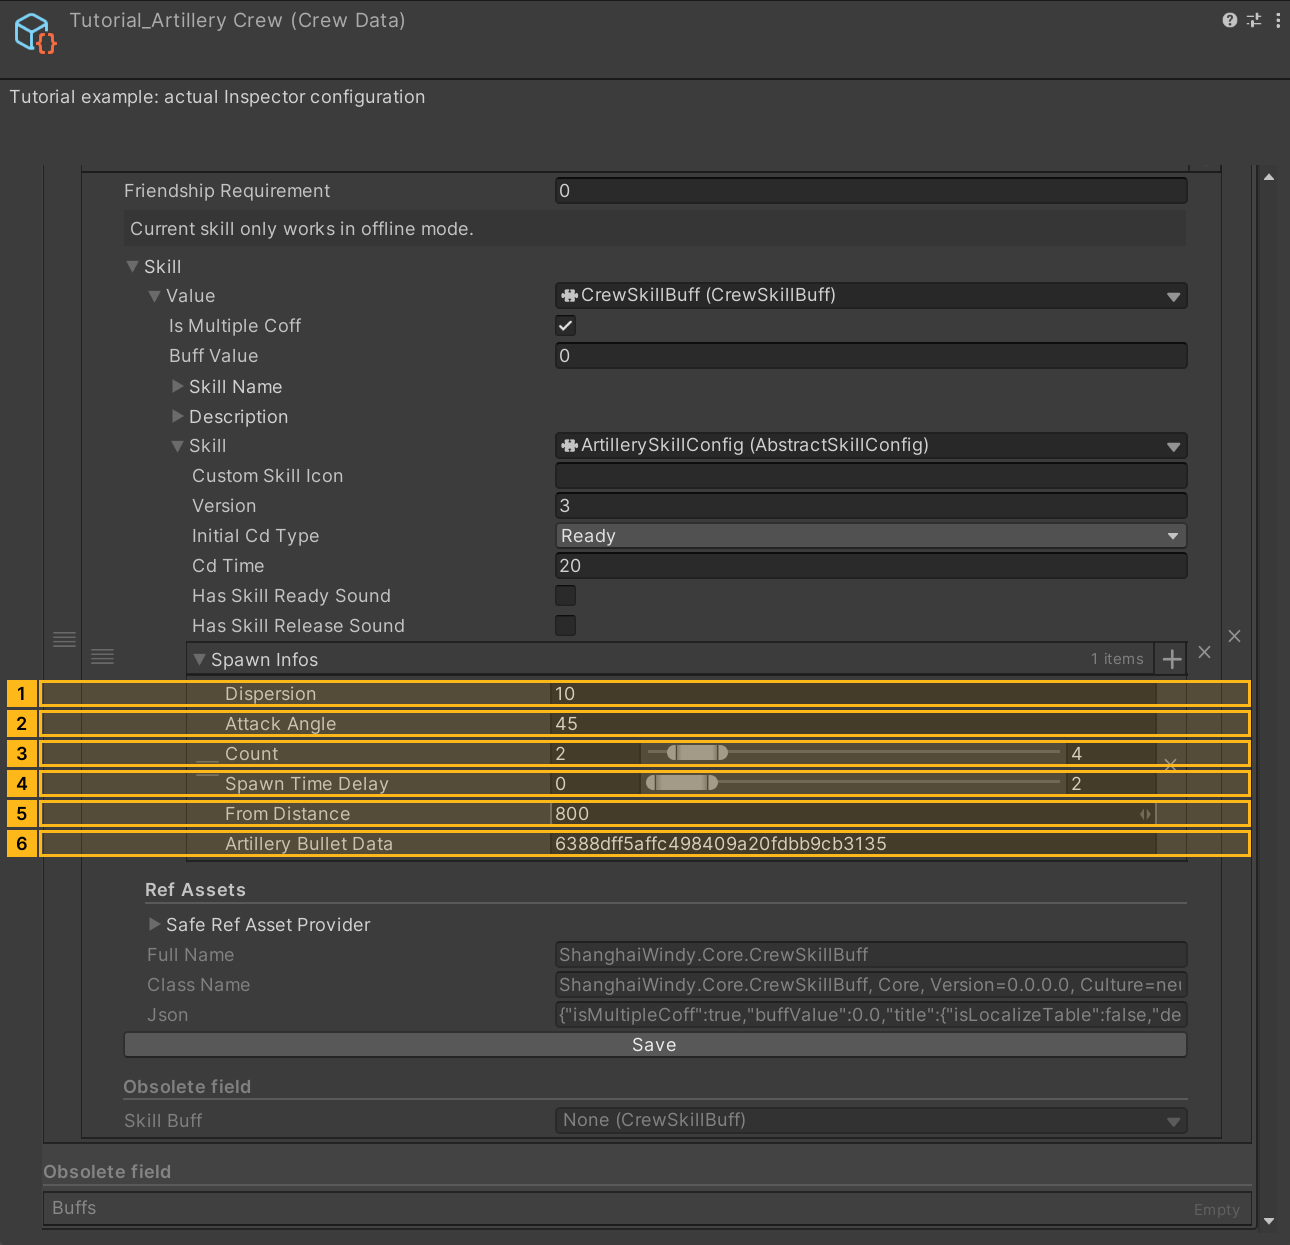 Tutorial_Artillery Crew (Crew Data)
Tutorial example: actual Inspector configuration
Friendship Requirement 0
Current skill only works in offline mode.
Skill
Value CrewSkillBuff (CrewSkillBuff)
Is Multiple Coff
Buff Value 0
Skill Name
Description
Skill ArtillerySkillConfig (AbstractSkillConfig)
Custom Skill Icon
Version 3
Initial Cd Type Ready
Cd Time 20
Has Skill Ready Sound
Has Skill Release Sound
Spawn Infos 1 items
1 Dispersion 10
2 Attack Angle 45
3 Count 2 4
4 Spawn Time Delay 0 2
5 From Distance 800
6 Artillery Bullet Data 6388dff5affc498409a20fdbb9cb3135
Ref Assets
Safe Ref Asset Provider
Full Name ShanghaiWindy.Core.CrewSkillBuff
Class Name ShanghaiWindy.Core.CrewSkillBuff, Core, Version=0.0.0.0, Culture=neu
Json {"isMultipleCoff":true,"buffValue":0.0,"title":{"isLocalizeTable":false,"de
Save
Obsolete field
Skill Buff None (CrewSkillBuff)
Obsolete field
Buffs Empty